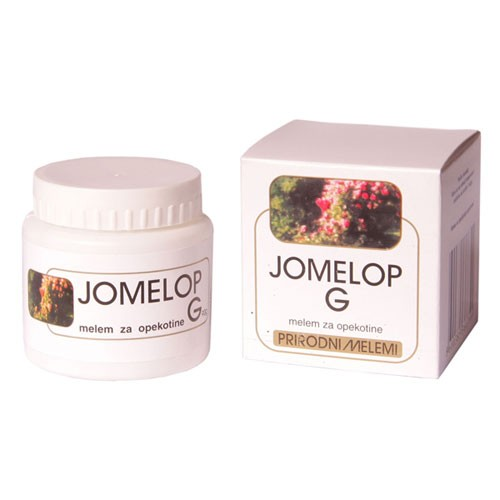 JOMELOP
G
melem za opekotine
JOMELOP
G
melem za opekotine
PRIRODNI MELEMI